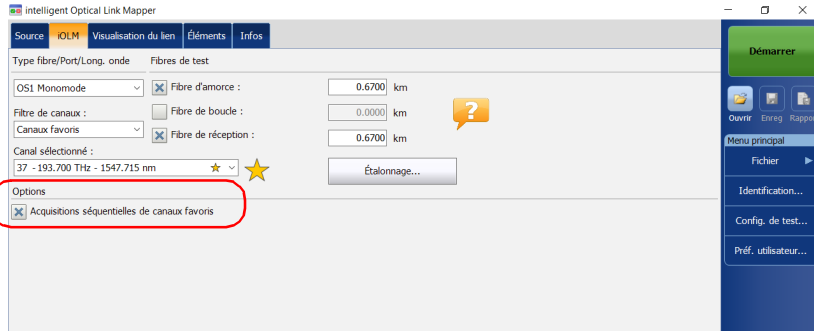 intelligent Optical Link Mapper
Source iOLM Visualisation du lien Éléments Infos
Type fibre/Port/Long. onde Fibres de test
OS1 Monomode
Fibre d'amorce : 0.6700 km
Filtre de canaux :
Fibre de boucle : 0.0000 km
Canaux favoris
Fibre de réception : 0.6700 km
Canal sélectionné :
37 - 193.700 THz - 1547.715 nm
Étalonnage...
Options
Acquisitions séquentielles de canaux favoris
?
Démarrer
Ouvrir Enreg Rappor
Menu principal
Fichier
Identification...
Config. de test...
Préf. utilisateur...